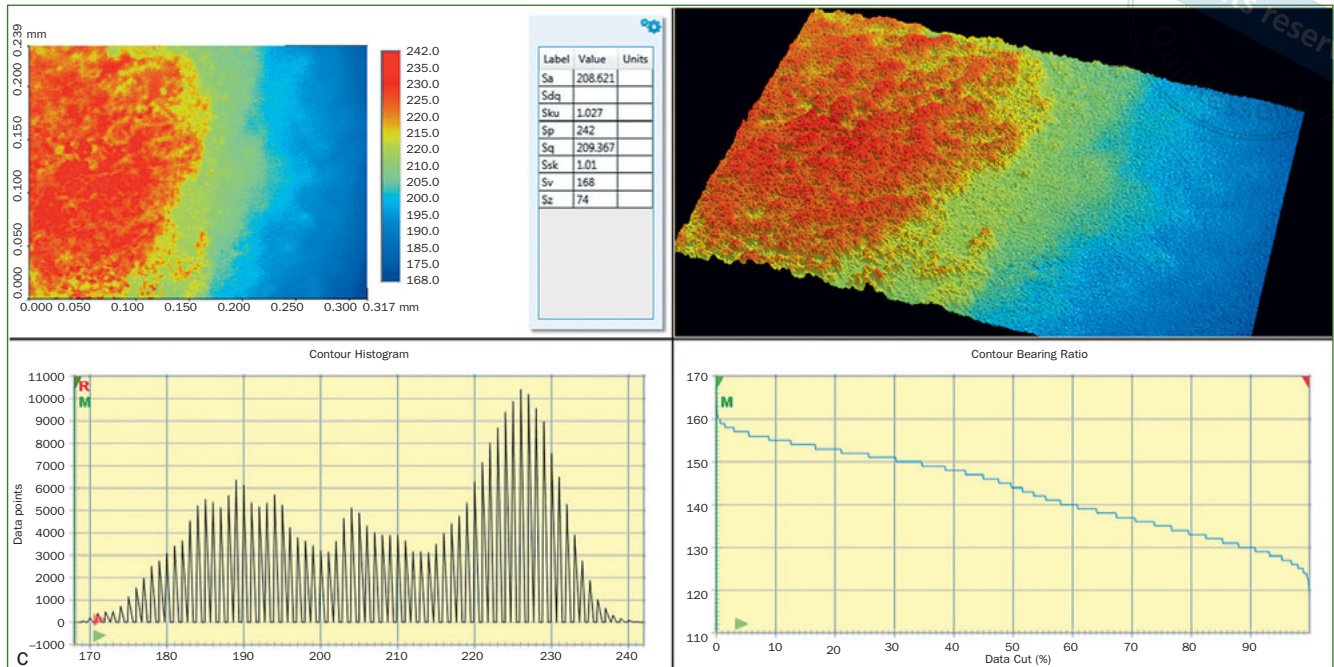 mm
0.239
0.200
0.150
0.100
0.050
0.000
0.000 0.050 0.100 0.150 0.200 0.250 0.300 0.317 mm
242.0
235.0
230.0
225.0
220.0
215.0
210.0
205.0
200.0
195.0
190.0
185.0
175.0
168.0
Label Value Units
Sa 208.621
Sdq
Sku 1.027
Sp 242
Sq 209.367
Ssk 1.01
Sv 168
Sz 74
reser
Contour Histogram
11000
10000
9000
8000
7000
6000
5000
4000
3000
2000
1000
0
-1000
Data points
R
M
170 180 190 200 210 220 230 240
C
Contour Bearing Ratio
170
160
150
140
130
120
110
M
0 10 20 30 40 50 60 70 80 90
Data Cut (%)